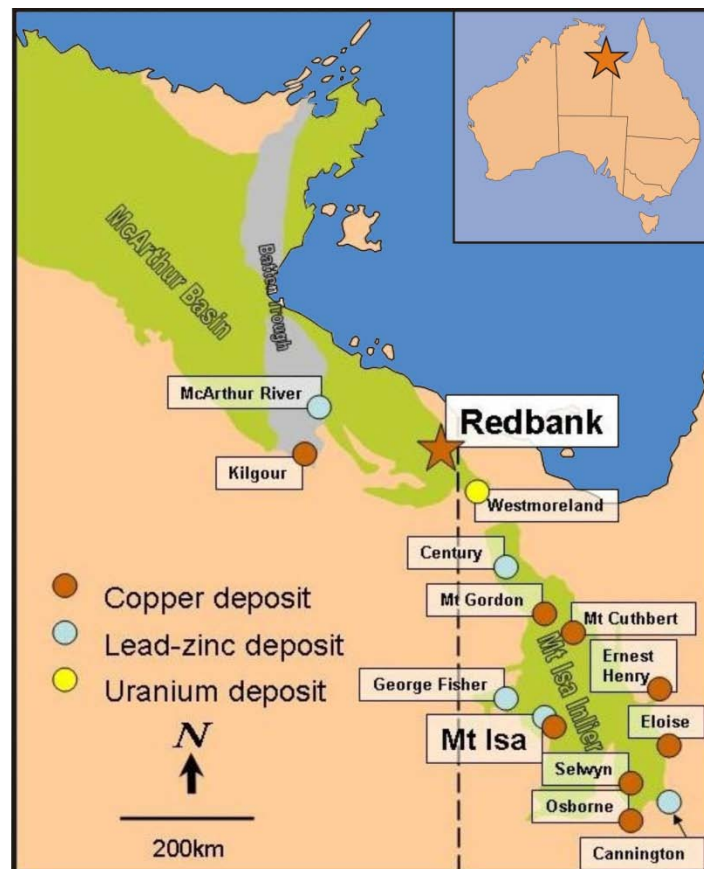 McArthur Basin
Batten Trough
McArthur River
Kilgour
Redbank
Westmoreland
Century
Mt Gordon
Mt Cuthbert
Ernest
Henry
George Fisher
Mt Isa Inlier
Eloise
Mt Isa
Selwyn
Osborne
Cannington
Copper deposit
Lead-zinc deposit
Uranium deposit
N
200km